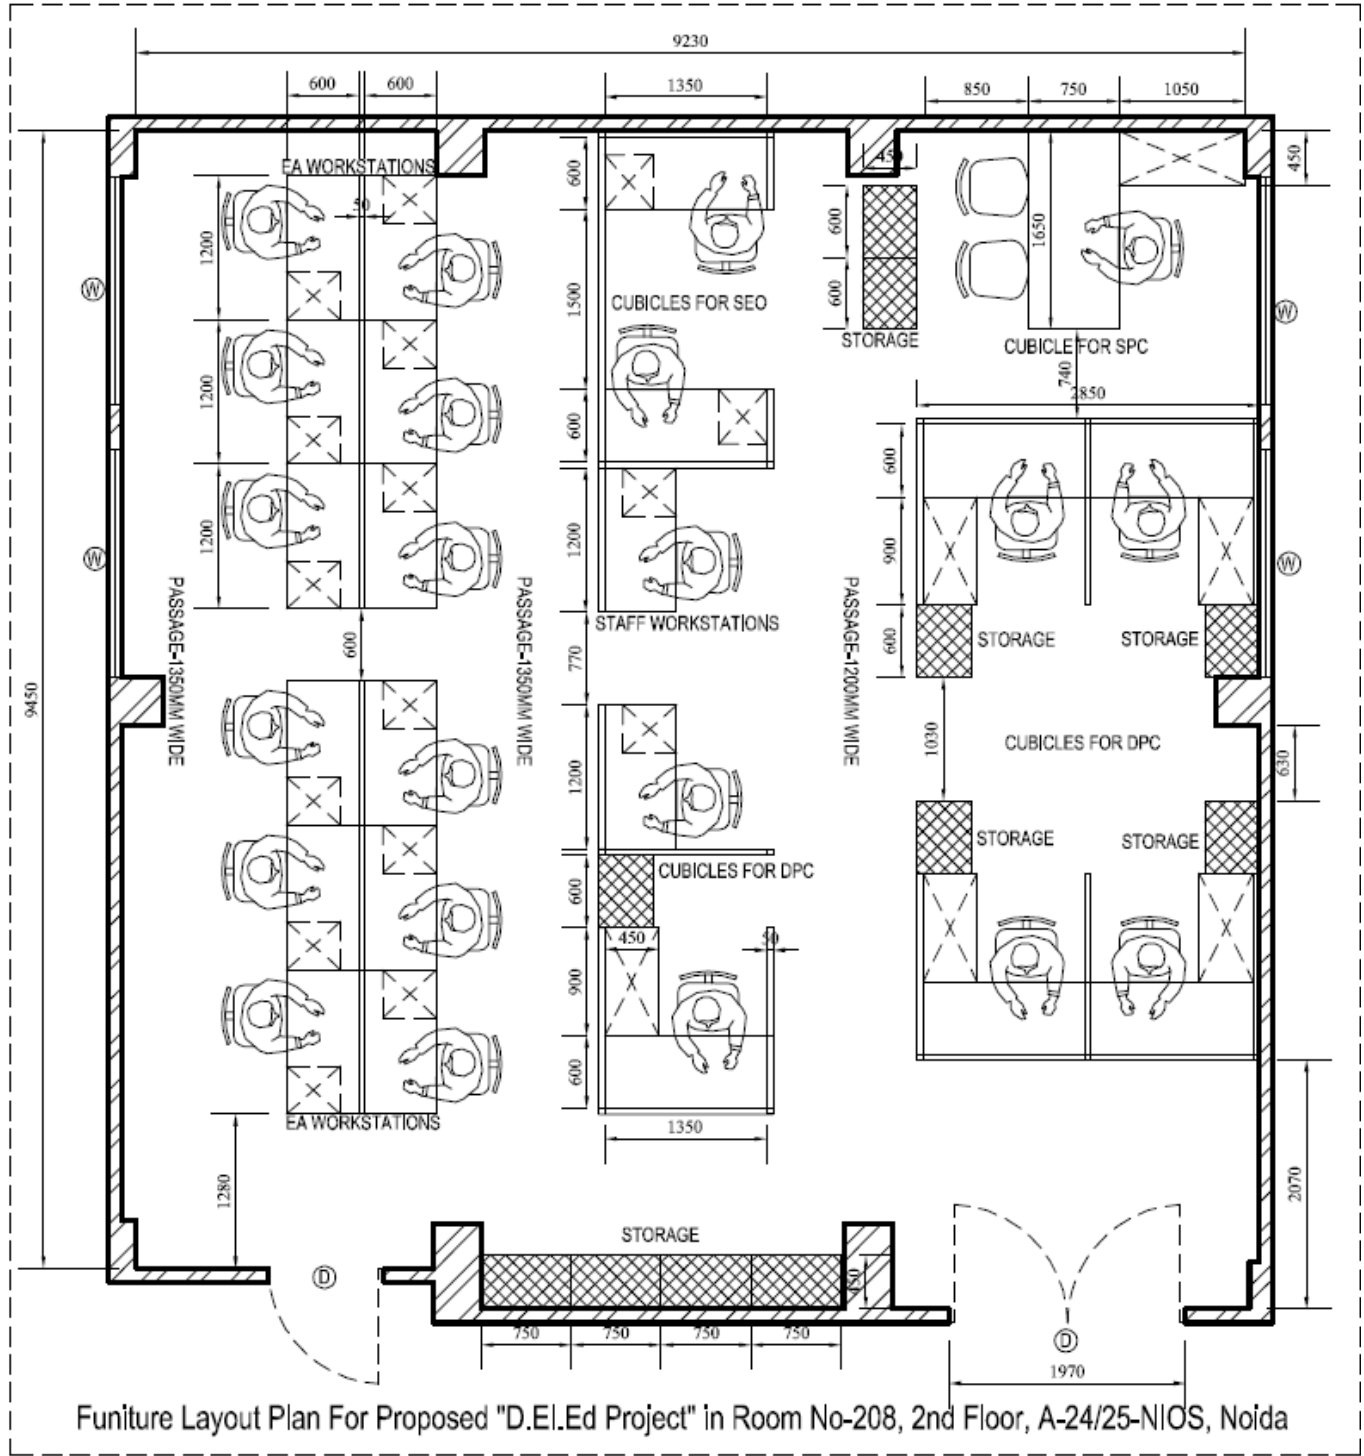 9230
600
600
1350
850
750
1050
EA WORKSTATIONS
450
450
50
600
1200
600
1650
W
1500
CUBICLES FOR SEO
600
W
STORAGE
CUBICLE FOR SPC
740
1200
2850
600
600
1200
1200
900
W
W
PASSAGE-1350MM WIDE
PASSAGE-1350MM WIDE
PASSAGE-1200MM WIDE
STAFF WORKSTATIONS
600
770
STORAGE
STORAGE
600
9450
1030
CUBICLES FOR DPC
630
1200
STORAGE
STORAGE
CUBICLES FOR DPC
600
450
50
900
600
EA WORKSTATIONS
1350
1280
2070
STORAGE
D
450
750
750
750
750
D
1970
Funiture Layout Plan For Proposed "D.El.Ed Project" in Room No-208, 2nd Floor, A-24/25-NIOS, Noida